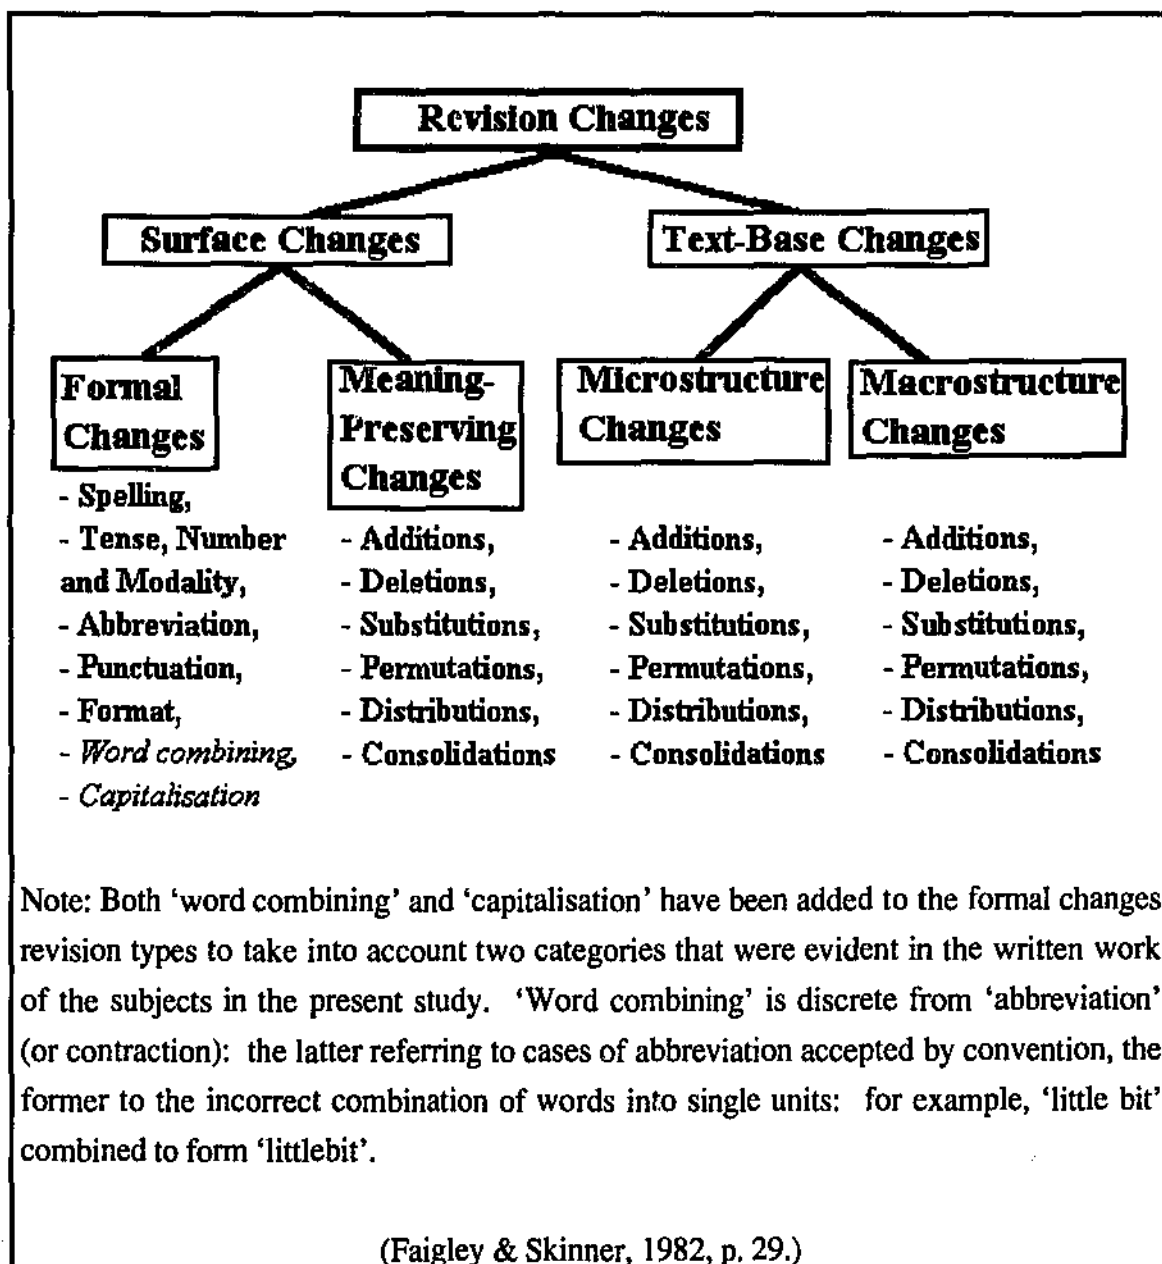 Revision Changes
Surface Changes
Text-Base Changes
Formal
Changes
- Spelling,
- Tense, Number
and Modality,
- Abbreviation,
- Punctuation,
- Format,
- Word combining,
- Capitalisation
Meaning-
Preserving
Changes
- Additions,
- Deletions,
- Substitutions,
- Permutations,
- Distributions,
- Consolidations
Microstructure
Changes
- Additions,
- Deletions,
- Substitutions,
- Permutations,
- Distributions,
- Consolidations
Macrostructure
Changes
- Additions,
- Deletions,
- Substitutions,
- Permutations,
- Distributions,
- Consolidations
Note: Both ‘word combining’ and ‘capitalisation’ have been added to the formal changes
revision types to take into account two categories that were evident in the written work
of the subjects in the present study. ‘Word combining’ is discrete from ‘abbreviation’
(or contraction): the latter referring to cases of abbreviation accepted by convention, the
former to the incorrect combination of words into single units: for example, ‘little bit’
combined to form ‘littlebit’.
(Faigley & Skinner, 1982, p. 29.)